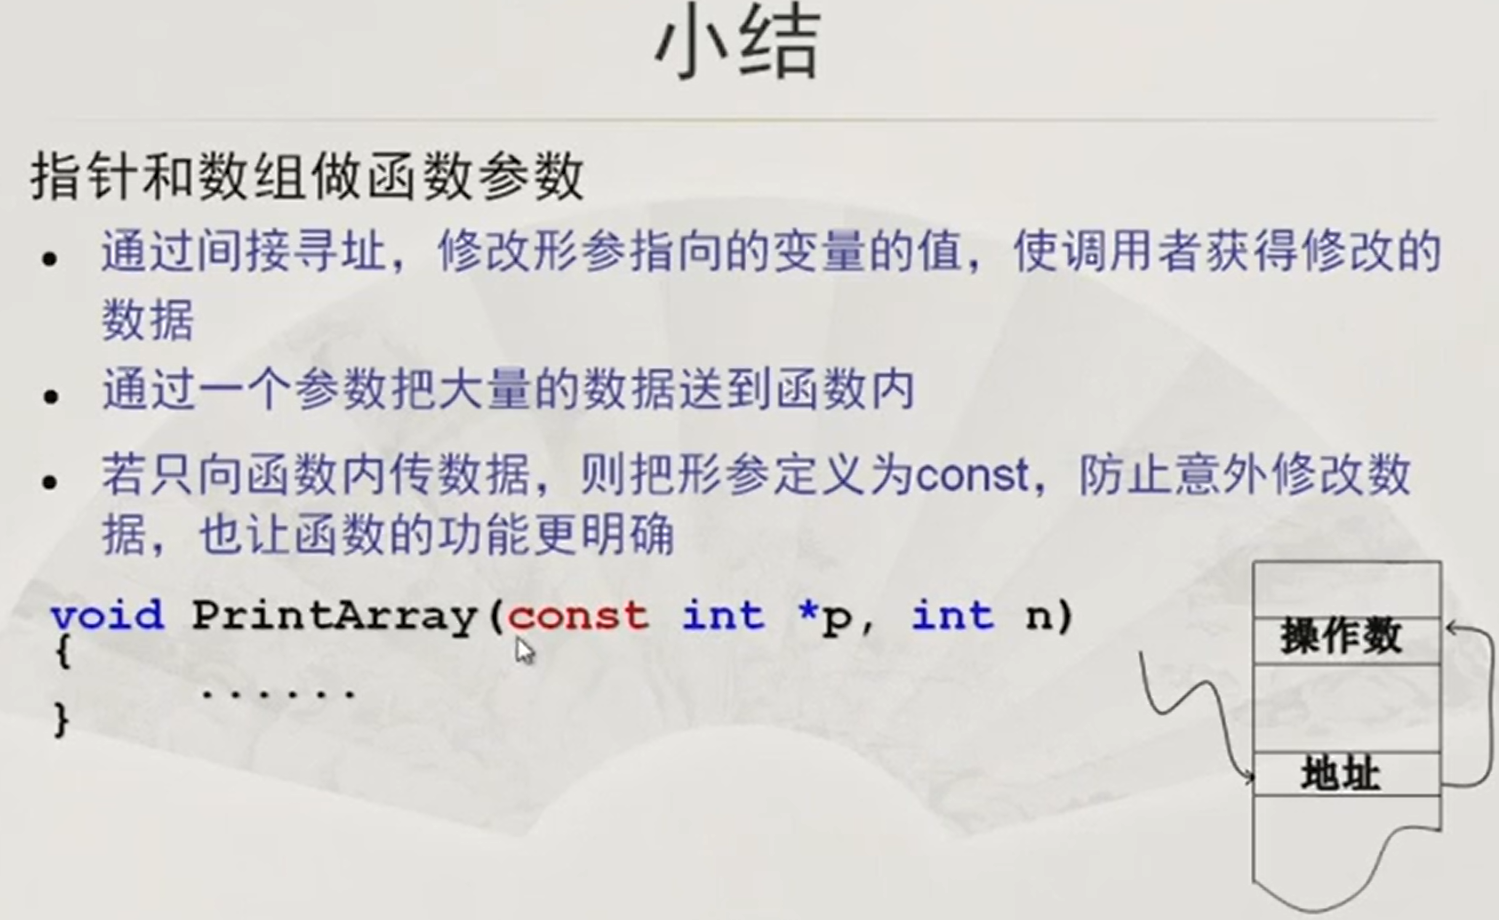 小结
指针和数组做函数参数
• 通过间接寻址，修改形参指向的变量的值，使调用者获得修改的
数据
• 通过一个参数把大量的数据送到函数内
• 若只向函数内传数据，则把形参定义为const，防止意外修改数
据，也让函数的功能更明确
void PrintArray(const int *p, int n)
{
......
}
操作数
地址